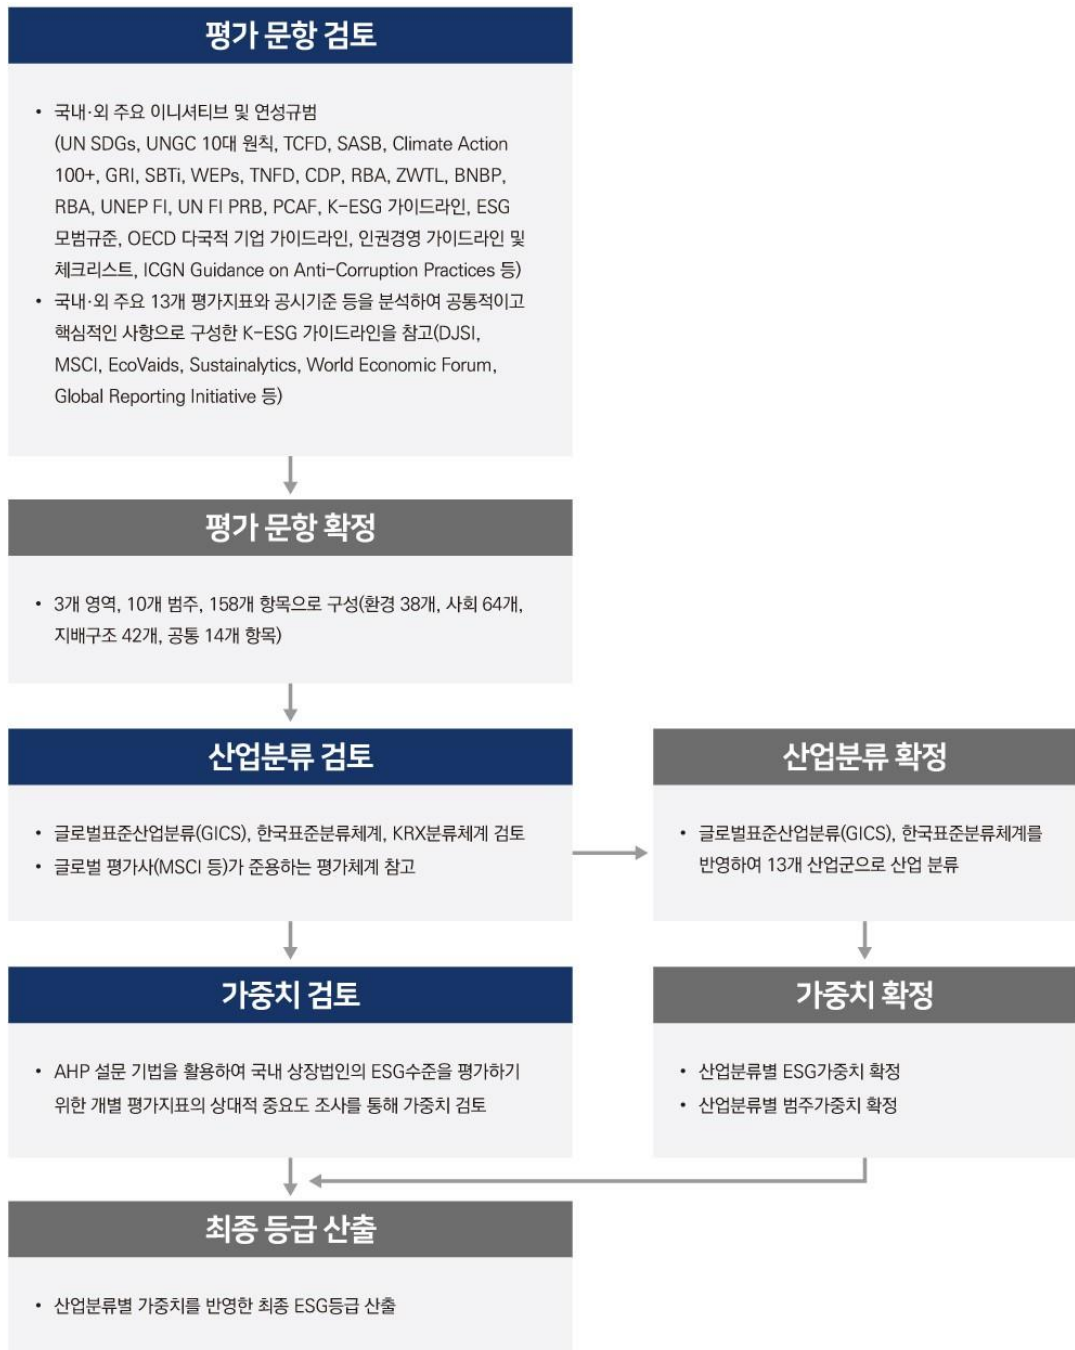 평가 문항 검토
• 국내·외 주요 이니셔티브 및 연성규범
(UN SDGs, UNGC 10대 원칙, TCFD, SASB, Climate Action
100+, GRI, SBTi, WEPs, TNFD, CDP, RBA, ZWTL, BNBP,
RBA, UNEP FI, UN FI PRB, PCAF, K-ESG 가이드라인, ESG
모범규준, OECD 다국적 기업 가이드라인, 인권경영 가이드라인 및
체크리스트, ICGN Guidance on Anti-Corruption Practices 등)
• 국내·외 주요 13개 평가지표와 공시기준 등을 분석하여 공통적이고
핵심적인 사항으로 구성한 K-ESG 가이드라인을 참고(DJSI,
MSCI, EcoVaids, Sustainalytics, World Economic Forum,
Global Reporting Initiative 등)
평가 문항 확정
• 3개 영역, 10개 범주, 158개 항목으로 구성(환경 38개, 사회 64개,
지배구조 42개, 공통 14개 항목)
산업분류 검토
• 글로벌표준산업분류(GICS), 한국표준분류체계, KRX분류체계 검토
• 글로벌 평가사(MSCI 등)가 준용하는 평가체계 참고
산업분류 확정
• 글로벌표준산업분류(GICS), 한국표준분류체계를
반영하여 13개 산업군으로 산업 분류
가중치 검토
• AHP 설문 기법을 활용하여 국내 상장법인의 ESG수준을 평가하기
위한 개별 평가지표의 상대적 중요도 조사를 통해 가중치 검토
가중치 확정
• 산업분류별 ESG가중치 확정
• 산업분류별 범주가중치 확정
최종 등급 산출
• 산업분류별 가중치를 반영한 최종 ESG등급 산출